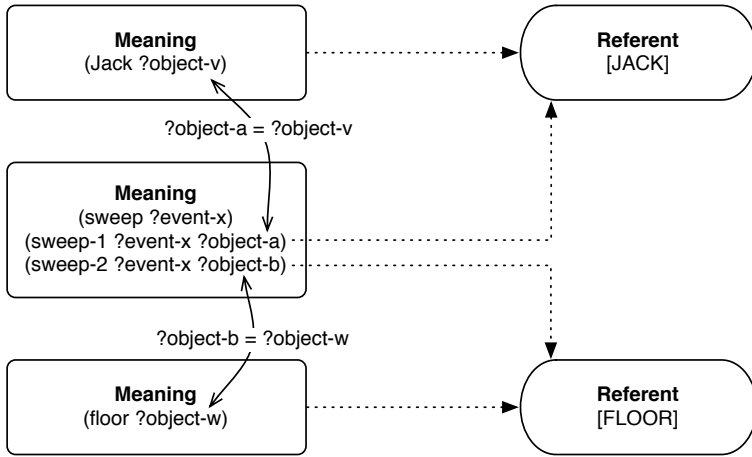 Meaning
(Jack ?object-v)
Referent
[JACK]
?object-a = ?object-v
Meaning
(sweep ?event-x)
(sweep-1 ?event-x ?object-a)
(sweep-2 ?event-x ?object-b)
?object-b = ?object-w
Meaning
(floor ?object-w)
Referent
[FLOOR]